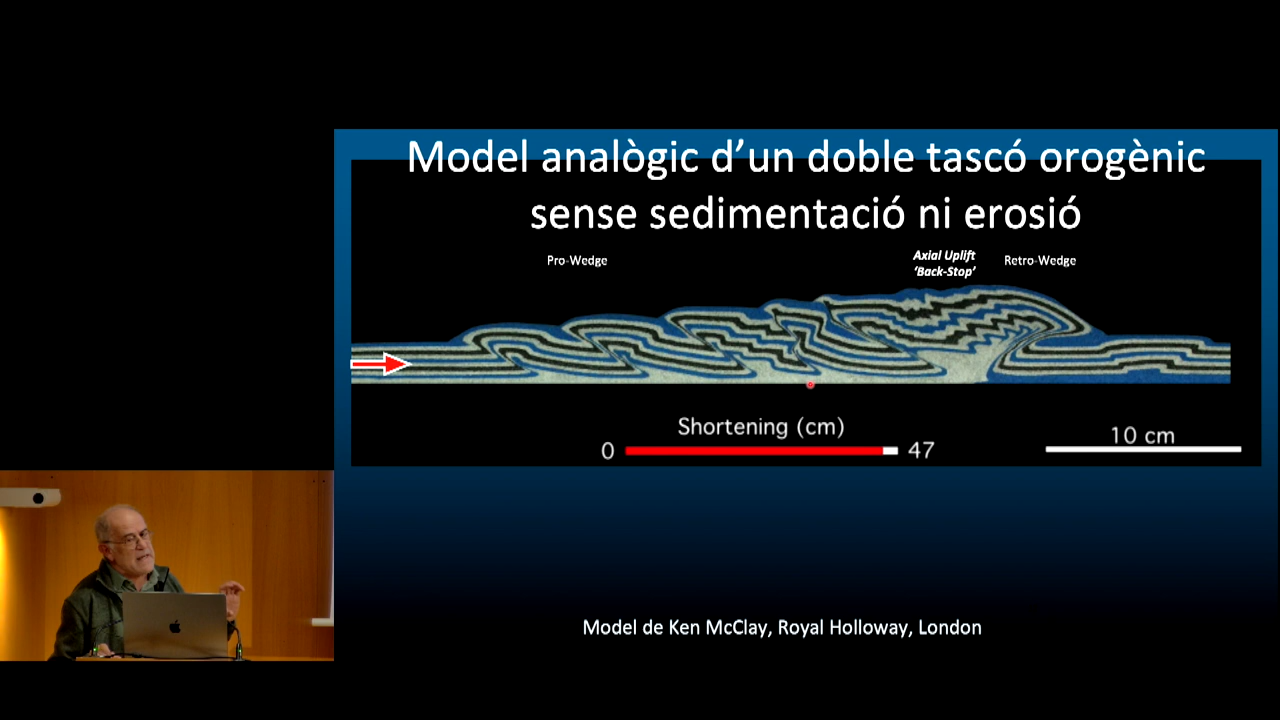 Model analògic d’un doble tascó orogènic
sense sedimentació ni erosió
Pro-Wedge
Axial Uplift
‘Back-Stop’
Retro-Wedge
Shortening (cm)
0
47
10 cm
Model de Ken McClay, Royal Holloway, London